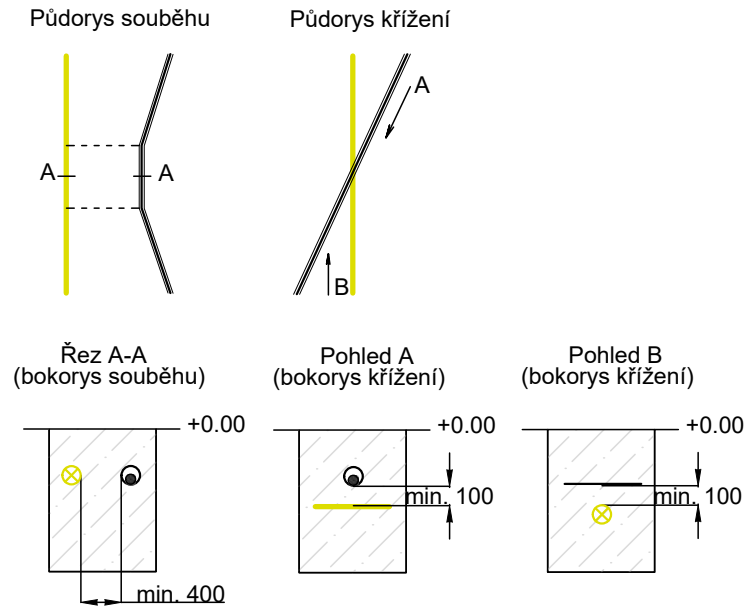 Půdorys souběhu
Půdorys křížení
A
A
A
B
Řez A-A
(bokorys souběhu)
Pohled A
(bokorys křížení)
Pohled B
(bokorys křížení)
+0.00
+0.00
+0.00
min. 100
min. 100
min. 400